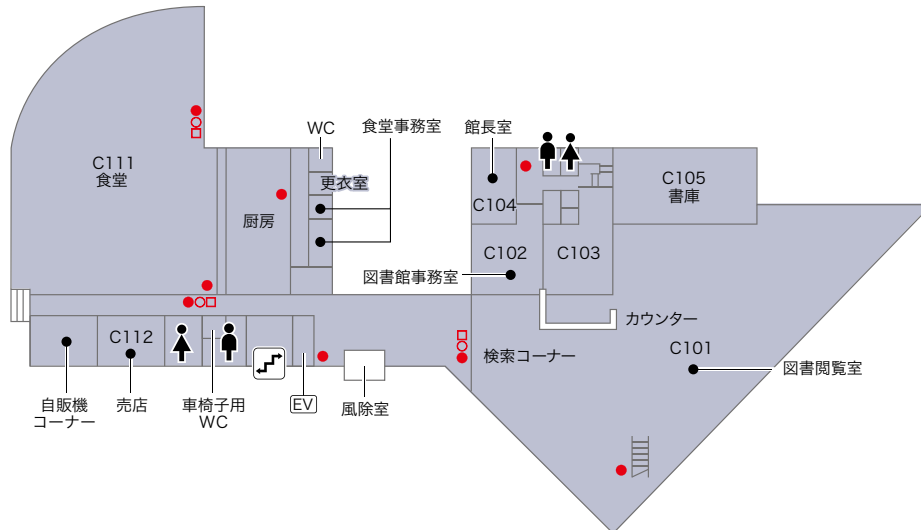 WC
食堂事務室
館長室
C111
食堂
更衣室
C105
書庫
厨房
C104
C102
C103
図書館事務室
カウンター
C112
検索コーナー
C101
図書閲覧室
自販機
コーナー
売店
車椅子用
WC
EV
風除室